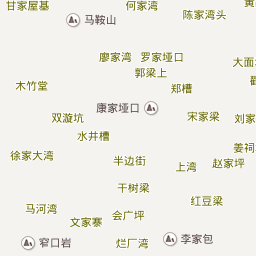 甘家屋基
何家湾
陈家湾头
马鞍山
廖家湾
罗家垭口
大面
郭梁上
木竹堂
郑槽
康家垭口
双漩坑
宋家梁
刘家
水井槽
徐家大湾
半边街
姜祠
上湾
赵家坪
干树梁
红豆梁
马河湾
会广坪
文家寨
窄口岩
烂厂湾
李家包